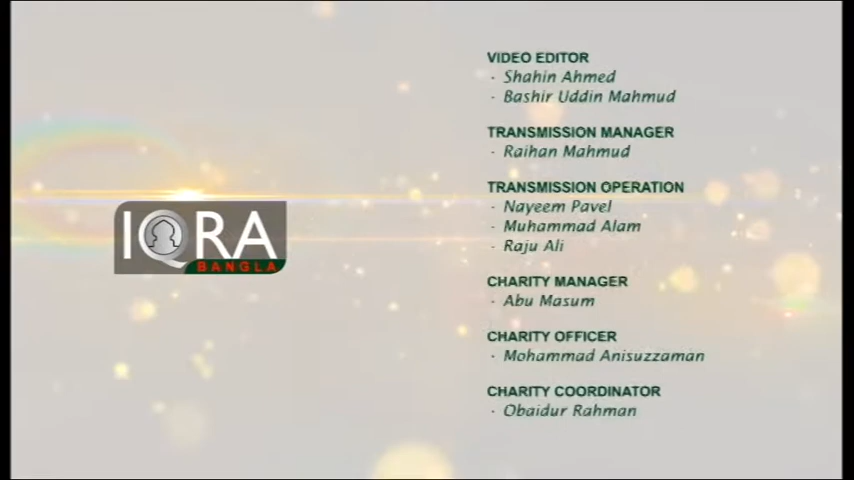 IQRA
BANGLA
VIDEO EDITOR
- Shahin Ahmed
- Bashir Uddin Mahmud
TRANSMISSION MANAGER
- Raihan Mahmud
TRANSMISSION OPERATION
- Nayeem Pavel
- Muhammad Alam
- Raju Ali
CHARITY MANAGER
- Abu Masum
CHARITY OFFICER
- Mohammad Anisuzzaman
CHARITY COORDINATOR
- Obaidur Rahman